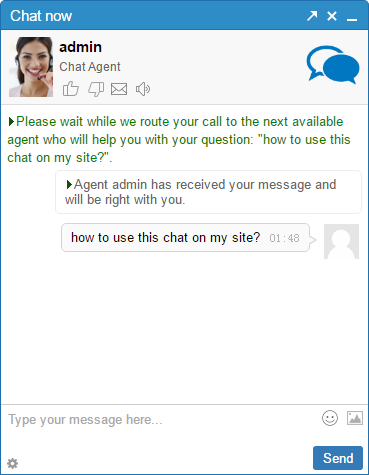 Chat now
admin
Chat Agent
Please wait while we route your call to the next available
agent who will help you with your question: "how to use this
chat on my site?".
Agent admin has received your message and
will be right with you.
how to use this chat on my site? 01:48
Type your message here...
Send